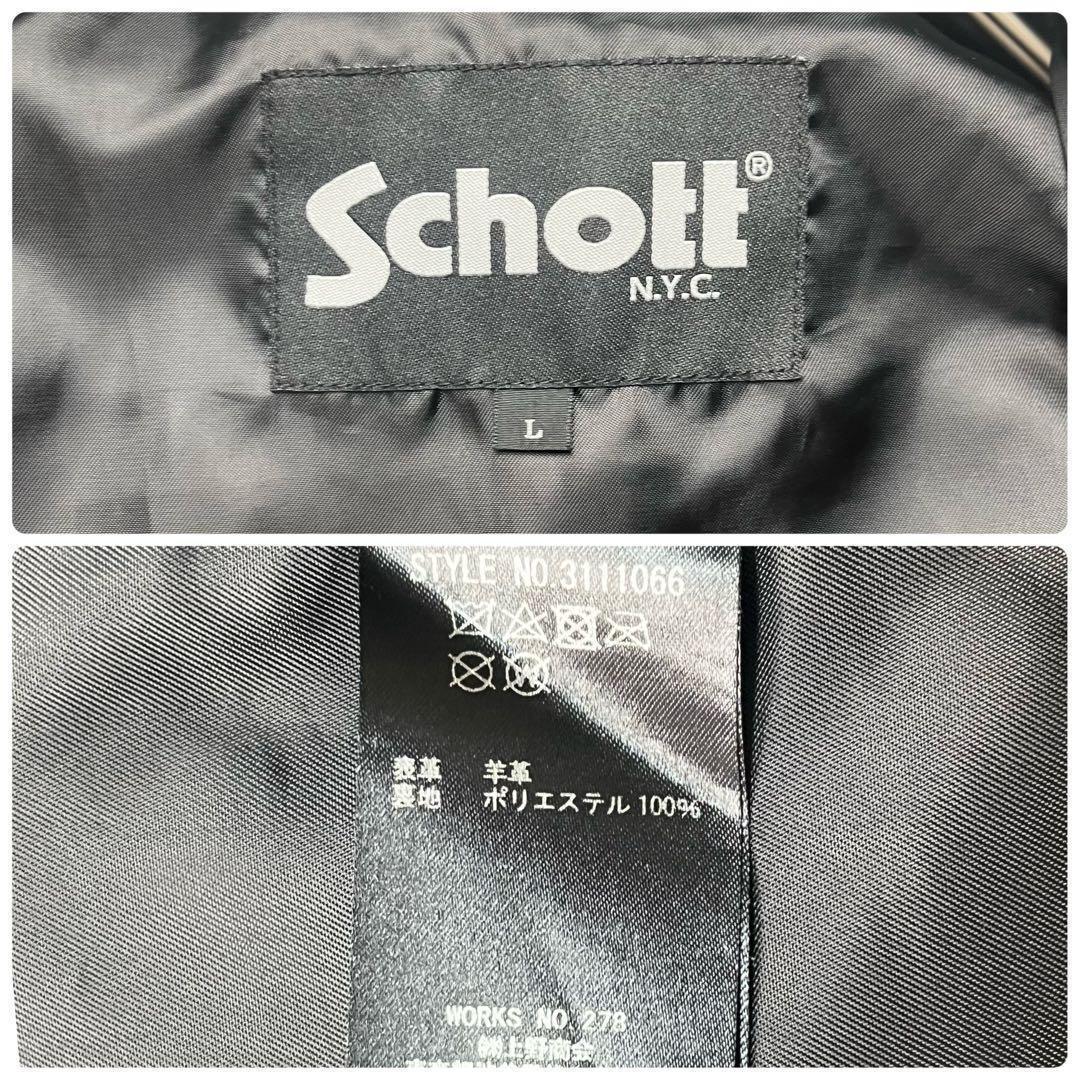 Schott®
N.Y.C.
L
STYLE NO.3111066
表革 羊革
裏地 ポリエステル 100%
WORKS NO.278
㈱上野商会